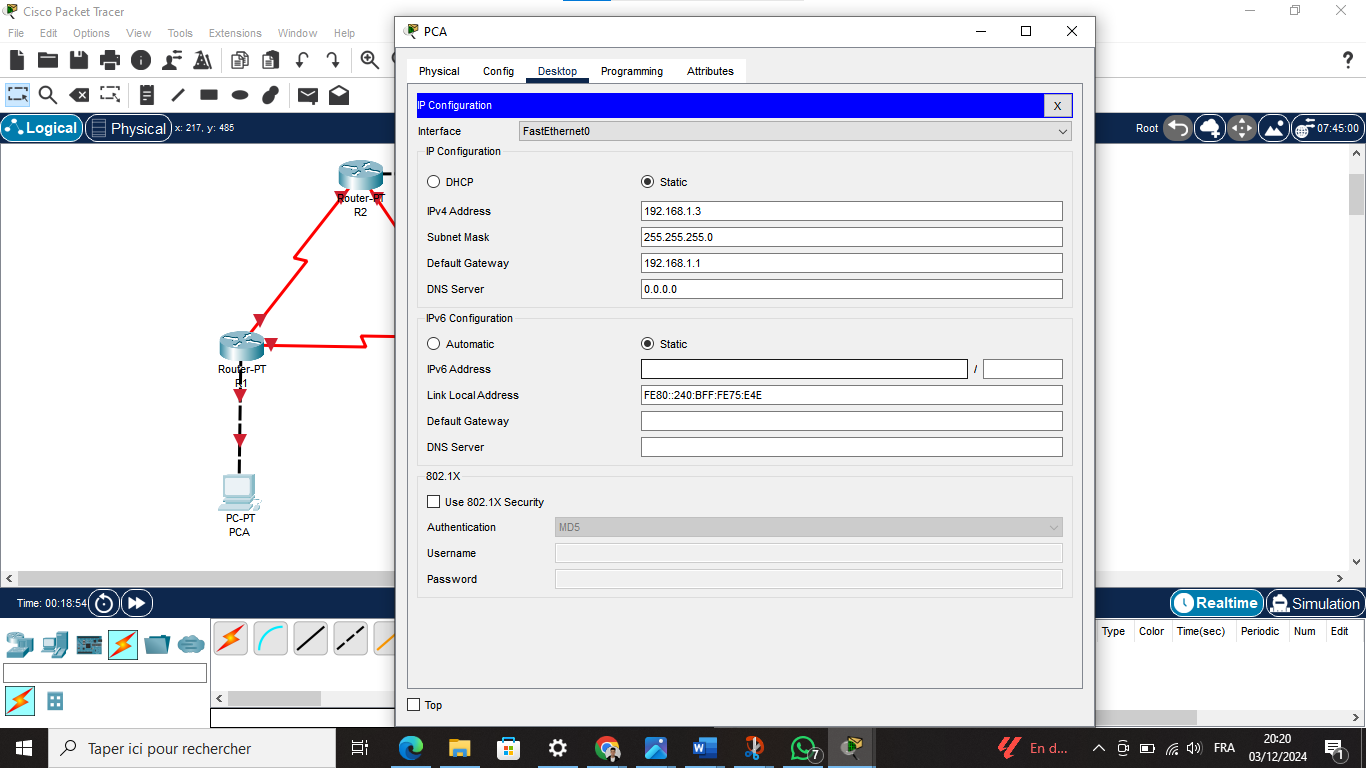 Cisco Packet Tracer
File Edit Options View Tools Extensions Window Help
Logical Physical x: 217, y: 485
Root 07:45:00
Router-PT
R2
Router-PT
R1
PC-PT
PCA
PCA
Physical Config Desktop Programming Attributes
IP Configuration X
Interface FastEthernet0
IP Configuration
DHCP Static
IPv4 Address 192.168.1.3
Subnet Mask 255.255.255.0
Default Gateway 192.168.1.1
DNS Server 0.0.0.0
IPv6 Configuration
Automatic Static
IPv6 Address /
Link Local Address FE80::240:BFF:FE75:E4E
Default Gateway
DNS Server
802.1X
Use 802.1X Security
Authentication MD5
Username
Password
Top
Time: 00:18:54
Realtime Simulation
Type Color Time(sec) Periodic Num Edit
Taper ici pour rechercher
7
En d... FRA 20:20
03/12/2024
1